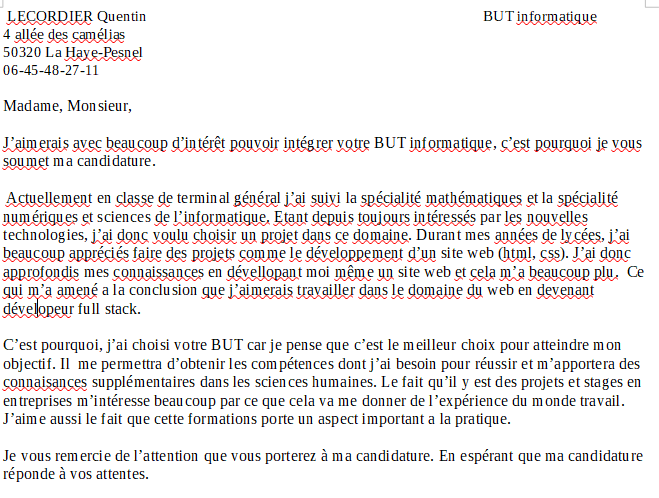 LECORDIER Quentin BUT informatique
4 allée des camélias
50320 La Haye-Pesnel
06-45-48-27-11
Madame, Monsieur,
J’aimerais avec beaucoup d’intérêt pouvoir intégrer votre BUT informatique, c’est pourquoi je vous
soumet ma candidature.
Actuellement en classe de terminal général j’ai suivi la spécialité mathématiques et la spécialité
numériques et sciences de l’informatique. Etant depuis toujours intéressés par les nouvelles
technologies, j’ai donc voulu choisir un projet dans ce domaine. Durant mes années de lycées, j’ai
beaucoup appréciés faire des projets comme le développement d’un site web (html, css). J’ai donc
approfondis mes connaissances en dévellopant moi même un site web et cela m’a beaucoup plu. Ce
qui m’a amené a la conclusion que j’aimerais travailler dans le domaine du web en devenant
dévelopeur full stack.
C’est pourquoi, j’ai choisi votre BUT car je pense que c’est le meilleur choix pour atteindre mon
objectif. Il me permettra d’obtenir les compétences dont j’ai besoin pour réussir et m’apportera des
connaisances supplémentaires dans les sciences humaines. Le fait qu’il y est des projets et stages en
entreprises m’intéresse beaucoup par ce que cela va me donner de l’expérience du monde travail.
J’aime aussi le fait que cette formations porte un aspect important a la pratique.
Je vous remercie de l’attention que vous porterez à ma candidature. En espérant que ma candidature
réponde à vos attentes.